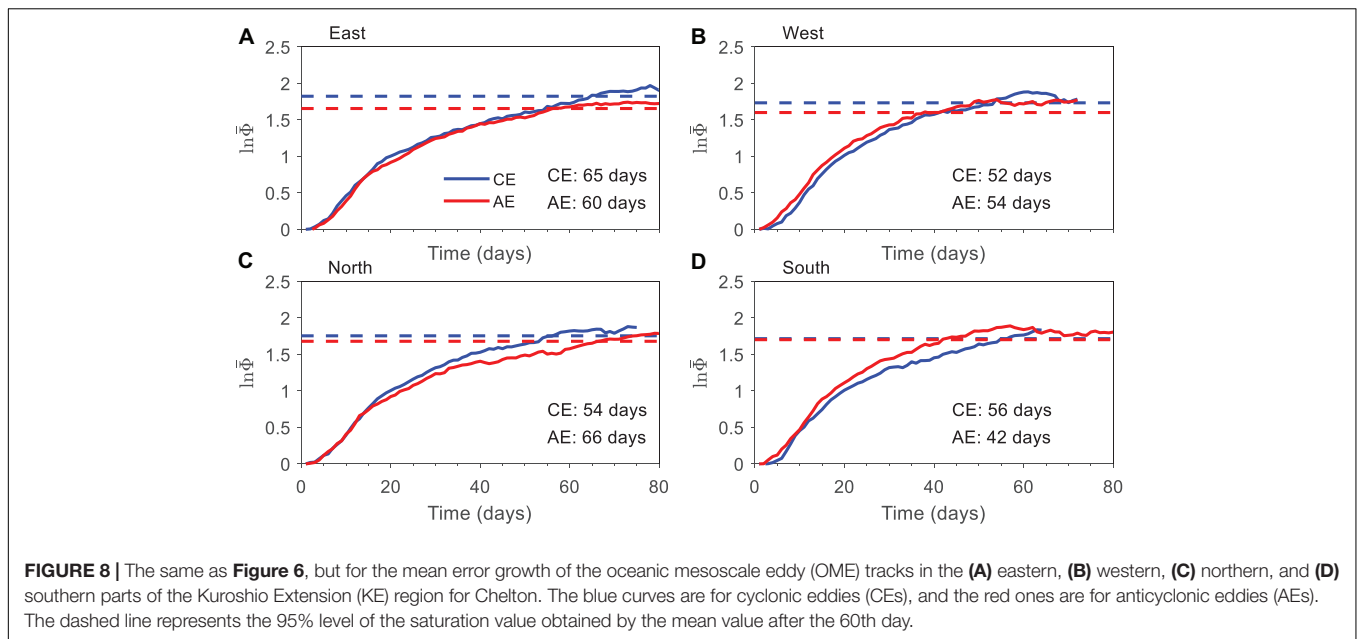 A East
2.5
2
1.5
1
0.5
0
ln Φ̄
CE
AE
CE: 65 days
AE: 60 days
Time (days)
B West
2.5
2
1.5
1
0.5
0
ln Φ̄
CE: 52 days
AE: 54 days
Time (days)
C North
2.5
2
1.5
1
0.5
0
ln Φ̄
CE: 54 days
AE: 66 days
0 20 40 60 80
Time (days)
D South
2.5
2
1.5
1
0.5
0
ln Φ̄
CE: 56 days
AE: 42 days
0 20 40 60 80
Time (days)
FIGURE 8 | The same as Figure 6, but for the mean error growth of the oceanic mesoscale eddy (OME) tracks in the (A) eastern, (B) western, (C) northern, and (D)
southern parts of the Kuroshio Extension (KE) region for Chelton. The blue curves are for cyclonic eddies (CEs), and the red ones are for anticyclonic eddies (AEs).
The dashed line represents the 95% level of the saturation value obtained by the mean value after the 60th day.